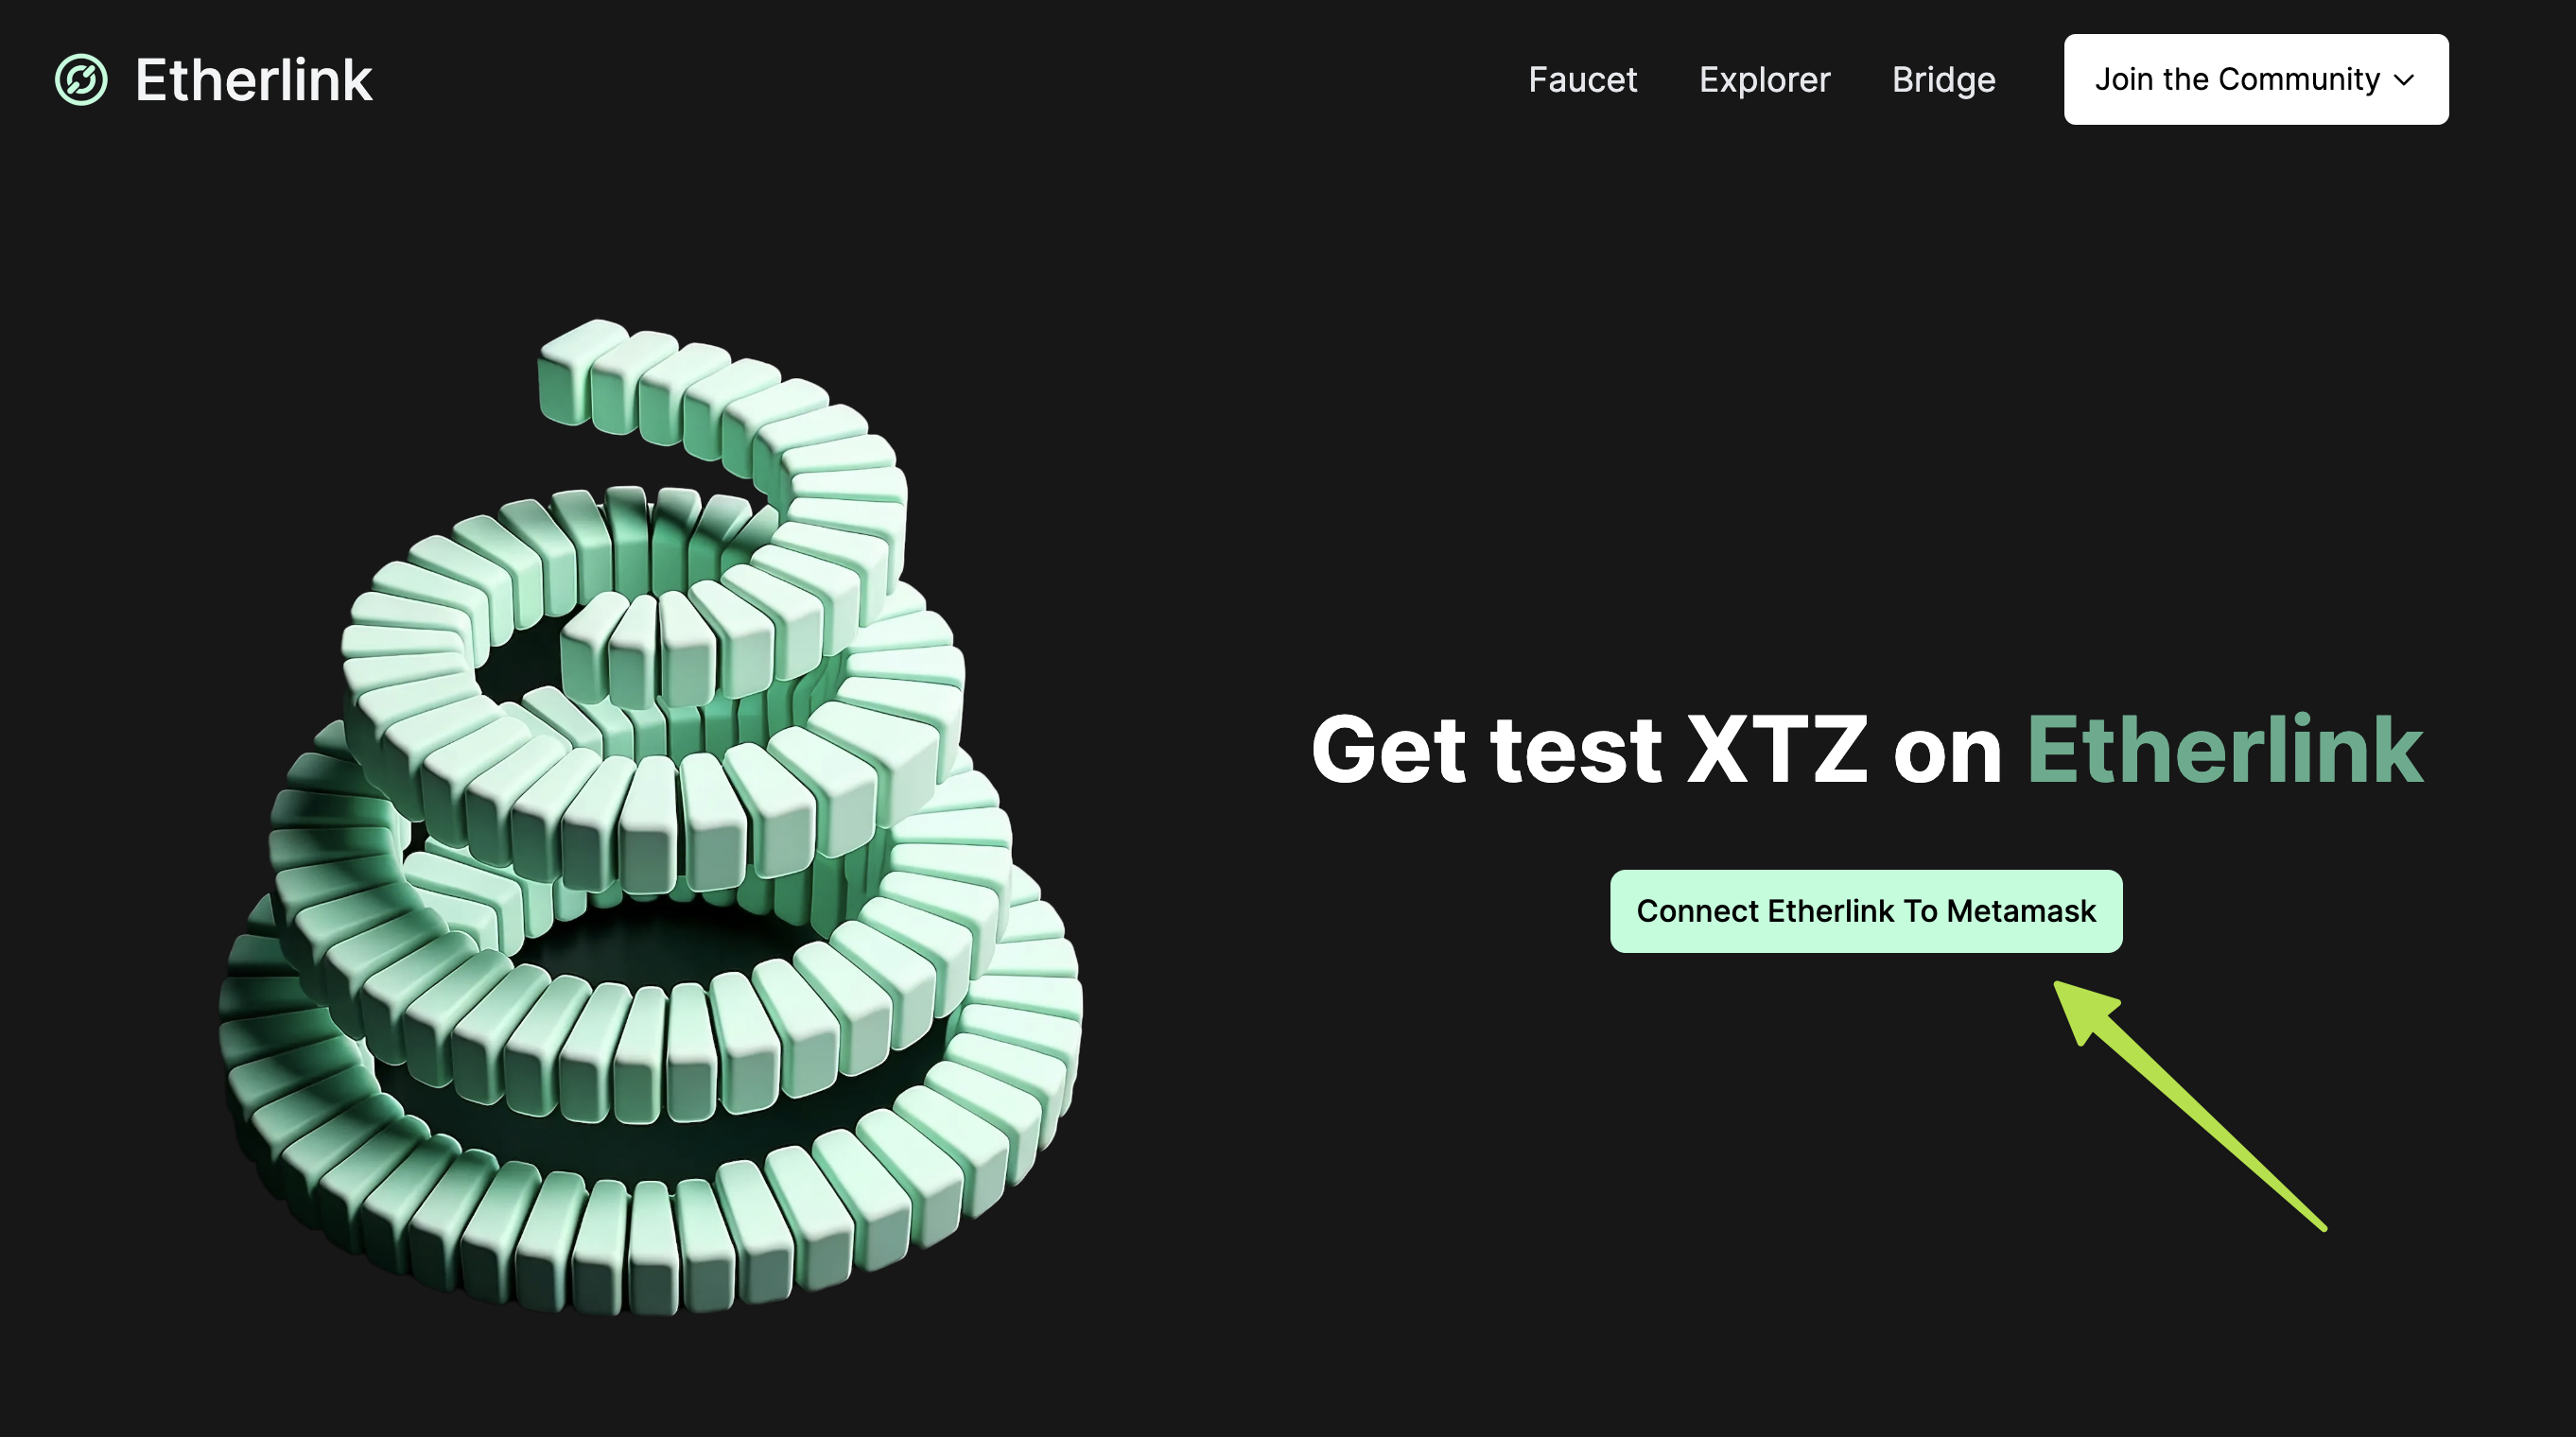 Etherlink
Faucet
Explorer
Bridge
Join the Community
Get test XTZ on Etherlink
Connect Etherlink To Metamask